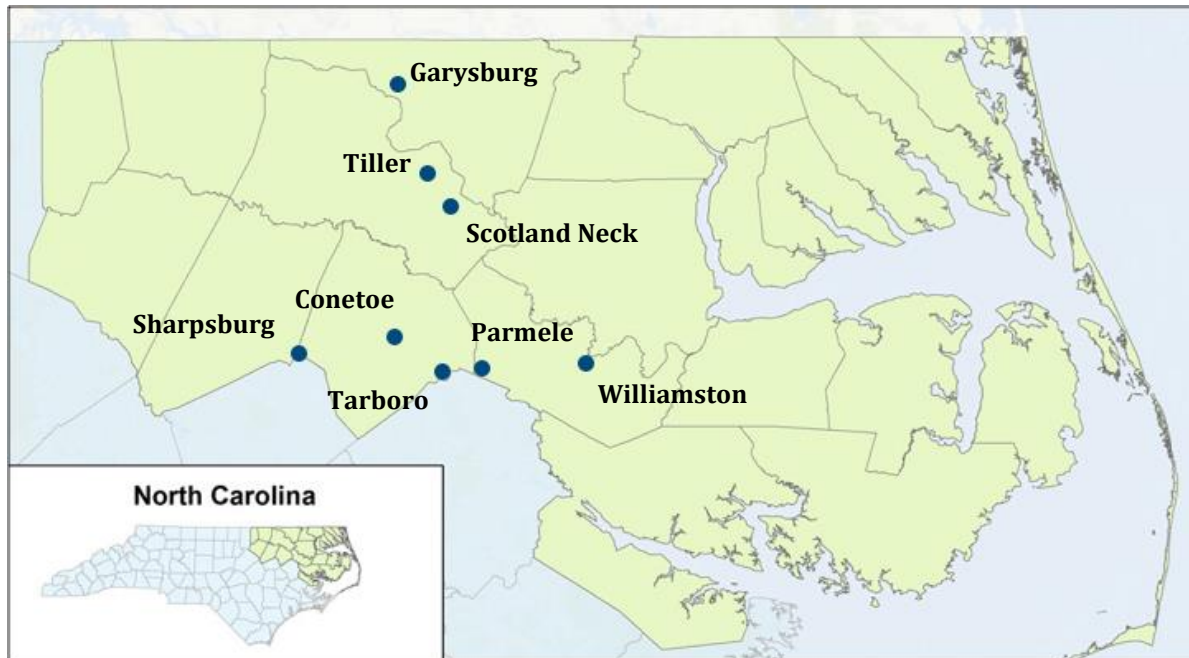 Garysburg
Tiller
Scotland Neck
Conetoe
Sharpsburg
Parmele
Tarboro
Williamston
North Carolina